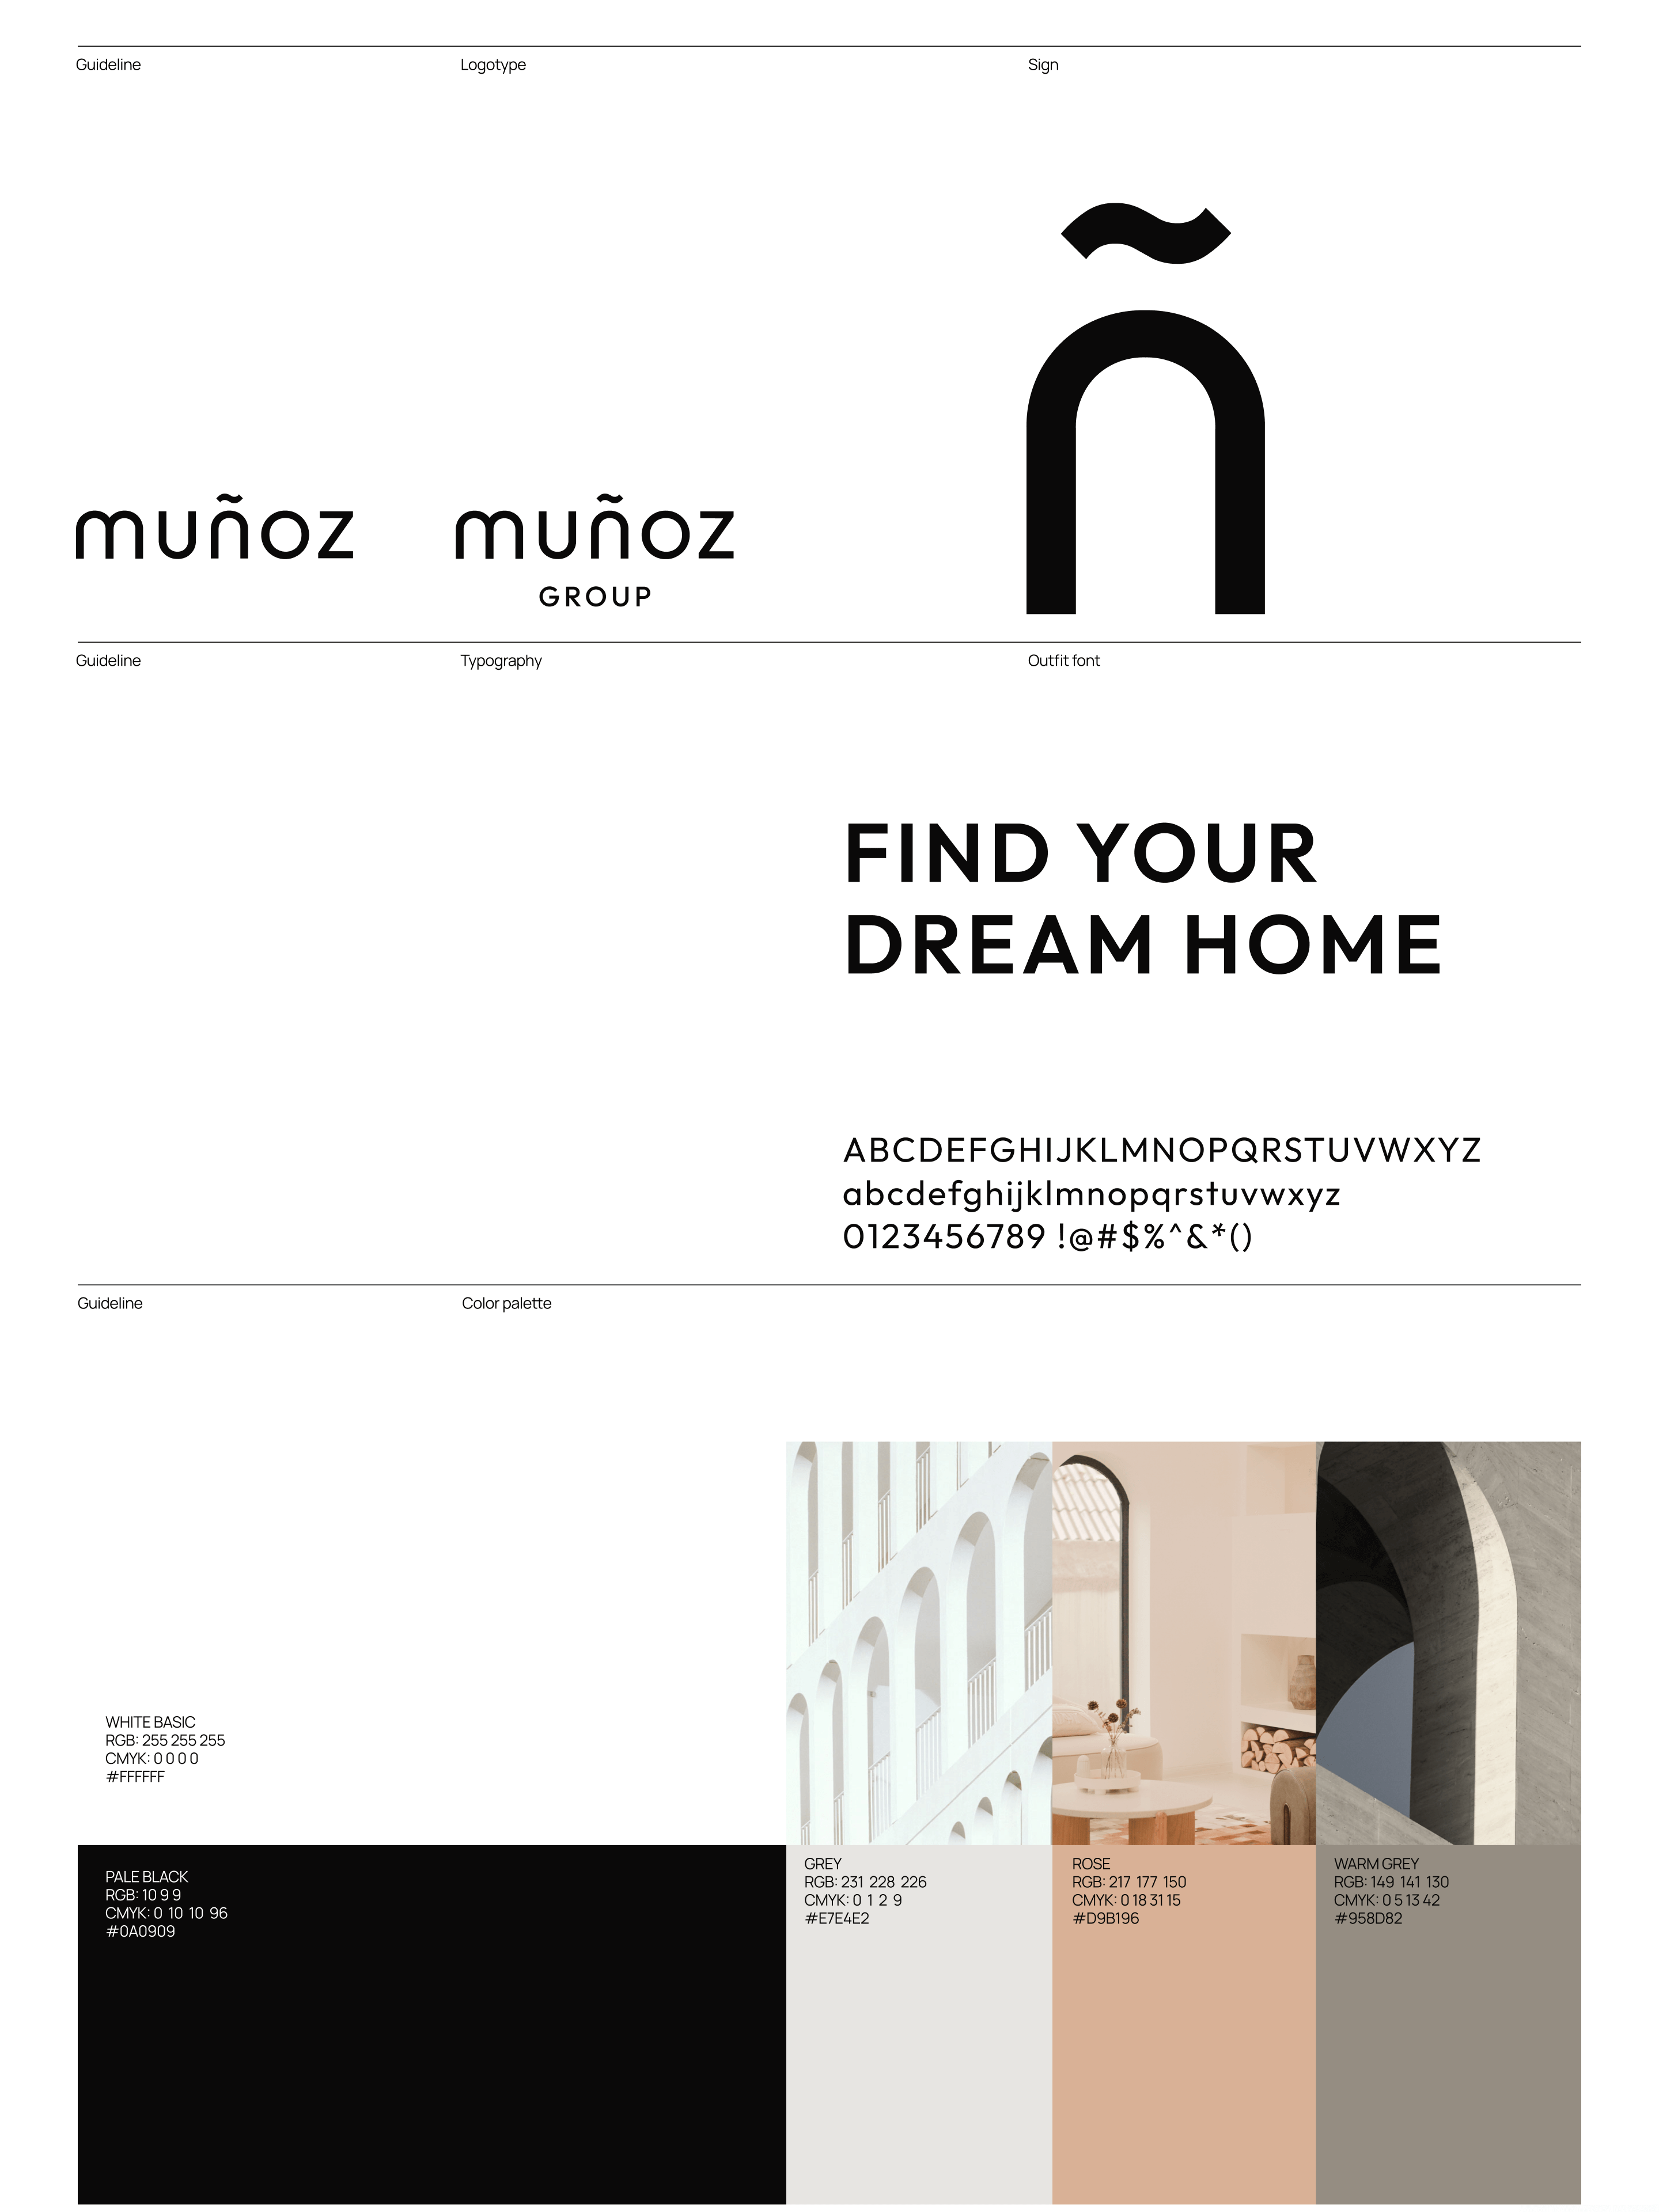 Guideline
Logotype
Sign
muñoz
muñoz
GROUP
ñ
Guideline
Typography
Outfit font
FIND YOUR
DREAM HOME
ABCDEFGHIJKLMNOPQRSTUVWXYZ
abcdefghijklmnopqrstuvwxyz
0123456789 !@#$%^&*()
Guideline
Color palette
WHITE BASIC
RGB: 255 255 255
CMYK: 0 0 0 0
#FFFFFF
PALE BLACK
RGB: 10 9 9
CMYK: 0 10 10 96
#0A0909
GREY
RGB: 231 228 226
CMYK: 0 1 2 9
#E7E4E2
ROSE
RGB: 217 177 150
CMYK: 0 18 31 15
#D9B196
WARM GREY
RGB: 149 141 130
CMYK: 0 5 13 42
#958D82